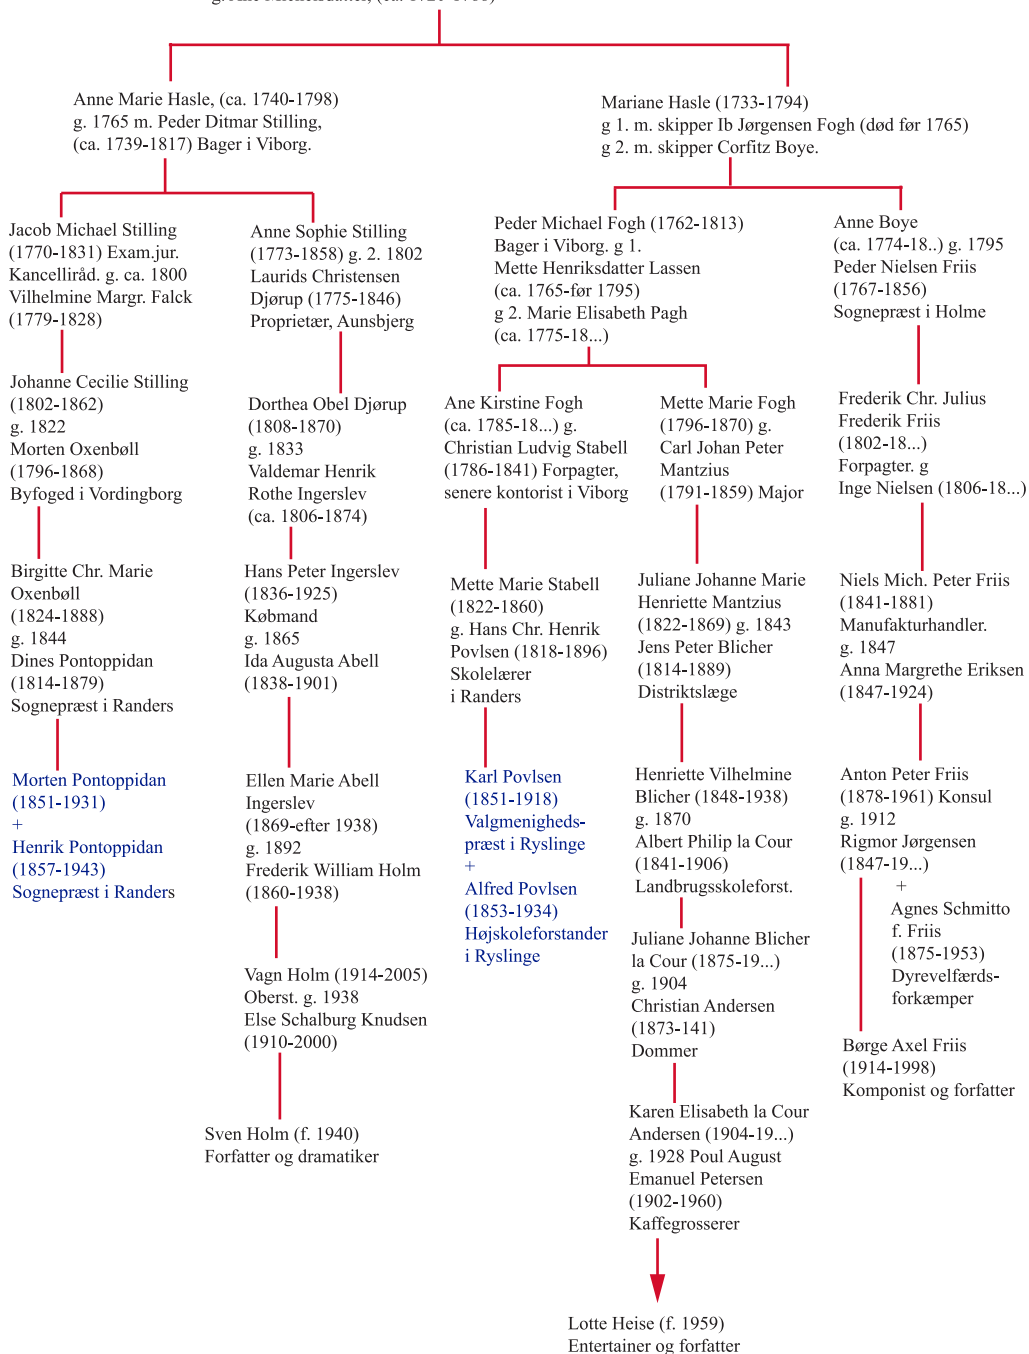 Anne Marie Hasle, (ca. 1740-1798)
g. 1765 m. Peder Ditmar Stilling,
(ca. 1739-1817) Bager i Viborg.
Mariane Hasle (1733-1794)
g 1. m. skipper Ib Jørgensen Fogh (død før 1765)
g 2. m. skipper Corfitz Boye.
Jacob Michael Stilling
(1770-1831) Exam.jur.
Kancelliråd. g. ca. 1800
Vilhelmine Margr. Falck
(1779-1828)
Anne Sophie Stilling
(1773-1858) g. 2. 1802
Laurids Christensen
Djørup (1775-1846)
Proprietær, Aunsbjerg
Peder Michael Fogh (1762-1813)
Bager i Viborg. g 1.
Mette Henriksdatter Lassen
(ca. 1765-før 1795)
g 2. Marie Elisabeth Pagh
(ca. 1775-18...)
Anne Boye
(ca. 1774-18..) g. 1795
Peder Nielsen Friis
(1767-1856)
Sognepræst i Holme
Johanne Cecilie Stilling
(1802-1862)
g. 1822
Morten Oxenbøll
(1796-1868)
Byfoged i Vordingborg
Dorthea Obel Djørup
(1808-1870)
g. 1833
Valdemar Henrik
Rothe Ingerslev
(ca. 1806-1874)
Ane Kirstine Fogh
(ca. 1785-18...) g.
Christian Ludvig Stabell
(1786-1841) Forpagter,
senere kontorist i Viborg
Mette Marie Fogh
(1796-1870) g.
Carl Johan Peter
Mantzius
(1791-1859) Major
Frederik Chr. Julius
Frederik Friis
(1802-18...)
Forpagter. g
Inge Nielsen (1806-18...)
Birgitte Chr. Marie
Oxenbøll
(1824-1888)
g. 1844
Dines Pontoppidan
(1814-1879)
Sognepræst i Randers
Hans Peter Ingerslev
(1836-1925)
Købmand
g. 1865
Ida Augusta Abell
(1838-1901)
Mette Marie Stabell
(1822-1860)
g. Hans Chr. Henrik
Povlsen (1818-1896)
Skolelærer
i Randers
Juliane Johanne Marie
Henriette Mantzius
(1822-1869) g. 1843
Jens Peter Blicher
(1814-1889)
Distriktslæge
Niels Mich. Peter Friis
(1841-1881)
Manufakturhandler.
g. 1847
Anna Margrethe Eriksen
(1847-1924)
Morten Pontoppidan
(1851-1931)
+
Henrik Pontoppidan
(1857-1943)
Sognepræst i Randers
Ellen Marie Abell
Ingerslev
(1869-efter 1938)
g. 1892
Frederik William Holm
(1860-1938)
Karl Povlsen
(1851-1918)
Valgmenigheds-
præst i Ryslinge
+
Alfred Povlsen
(1853-1934)
Højskoleforstander
i Ryslinge
Henriette Vilhelmine
Blicher (1848-1938)
g. 1870
Albert Philip la Cour
(1841-1906)
Landbrugsskoleforst.
Anton Peter Friis
(1878-1961) Konsul
g. 1912
Rigmor Jørgensen
(1847-19...)
+
Agnes Schmitto
f. Friis
(1875-1953)
Dyrevelfærds-
forkæmper
Vagn Holm (1914-2005)
Oberst. g. 1938
Else Schalburg Knudsen
(1910-2000)
Juliane Johanne Blicher
la Cour (1875-19...)
g. 1904
Christian Andersen
(1873-141)
Dommer
Børge Axel Friis
(1914-1998)
Komponist og forfatter
Sven Holm (f. 1940)
Forfatter og dramatiker
Karen Elisabeth la Cour
Andersen (1904-19...)
g. 1928 Poul August
Emanuel Petersen
(1902-1960)
Kaffegrosserer
Lotte Heise (f. 1959)
Entertainer og forfatter